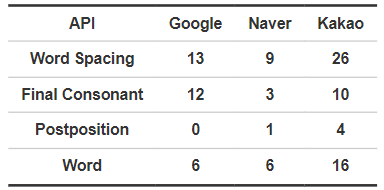 API Google Naver Kakao
Word Spacing 13 9 26
Final Consonant 12 3 10
Postposition 0 1 4
Word 6 6 16